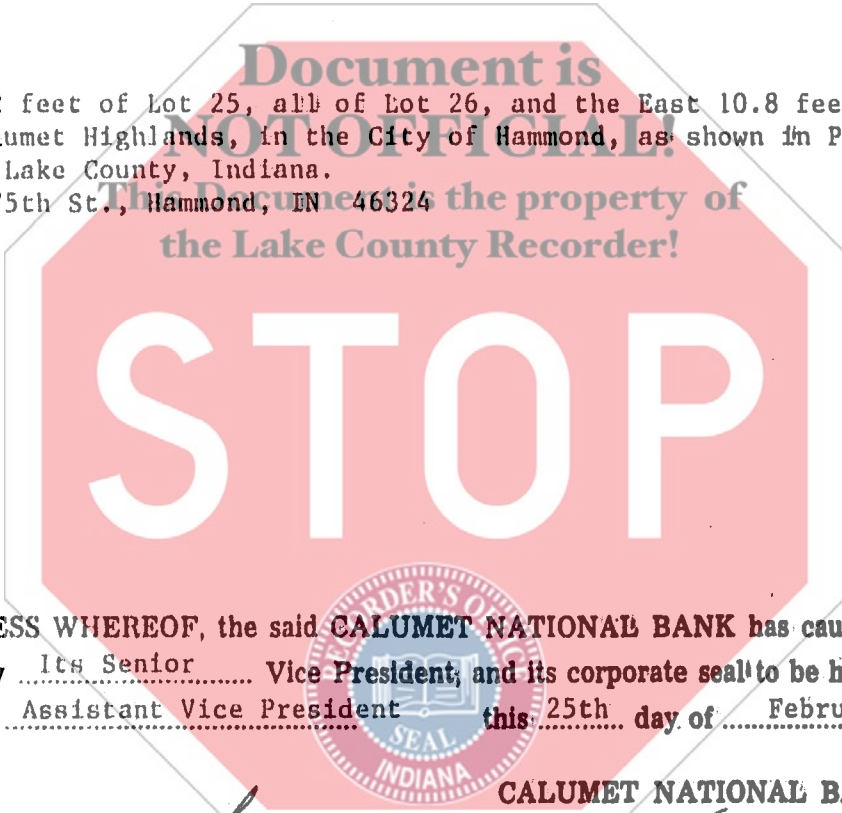 Document is
feet of Lot 25, all of Lot 26, and the East 10.8 fee
NOT OFFICIAL!
umet Highlands, in the City of Hammond, as shown in P
Lake County, Indiana.
This Document is the property of
75th St., Hammond, IN 46324
the Lake County Recorder!
STOP
ESS WHEREOF, the said CALUMET NATIONAL BANK has cau
Its Senior Vice President, and its corporate seal to be h
Assistant Vice President this 25th day of Febru
RECORDER'S OFFICE
SEAL
INDIANA
CALUMET NATIONAL B